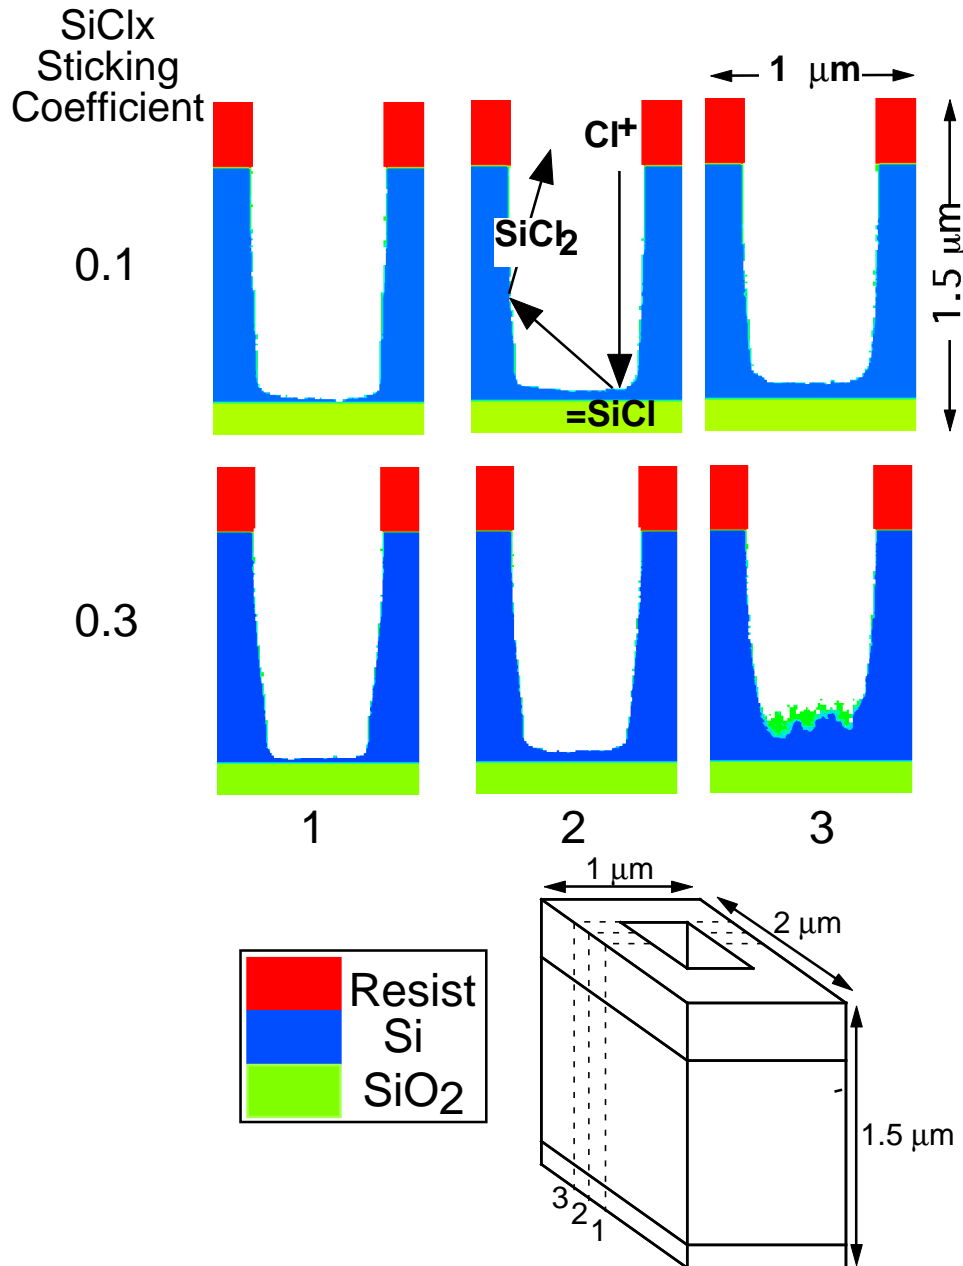 SiClx
Sticking
Coefficient
1 μm
Cl+
SiCl2
0.1
1.5 μm
=SiCl
0.3
1 2 3
1 μm
2 μm
Resist
Si
SiO2
1.5 μm
3
2
1